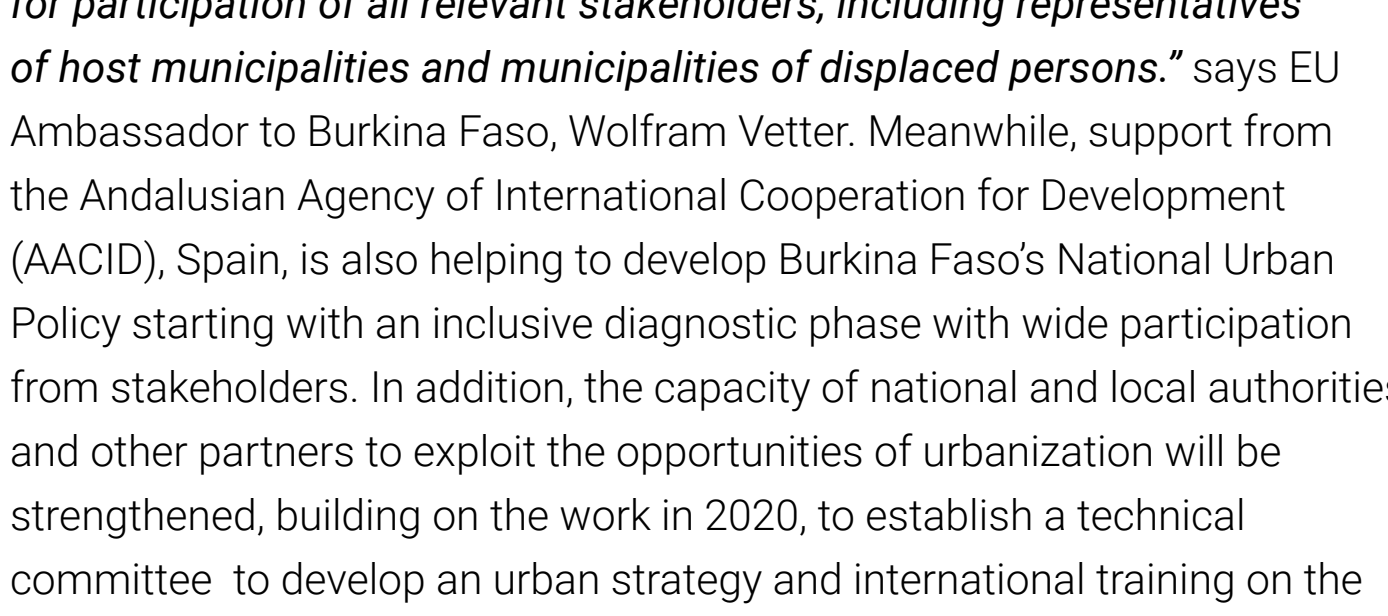 for participation of all relevant stakeholders, including representatives
of host municipalities and municipalities of displaced persons.” says EU
Ambassador to Burkina Faso, Wolfram Vetter. Meanwhile, support from
the Andalusian Agency of International Cooperation for Development
(AACID), Spain, is also helping to develop Burkina Faso’s National Urban
Policy starting with an inclusive diagnostic phase with wide participation
from stakeholders. In addition, the capacity of national and local authorities
and other partners to exploit the opportunities of urbanization will be
strengthened, building on the work in 2020, to establish a technical
committee  to develop an urban strategy and international training on the